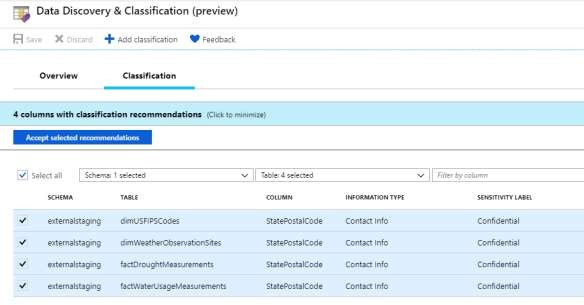 Data Discovery & Classification (preview)
Save Discard Add classification Feedback
Overview Classification
4 columns with classification recommendations (Click to minimize)
Accept selected recommendations
Select all Schema: 1 selected Table: 4 selected Filter by column
SCHEMA TABLE COLUMN INFORMATION TYPE SENSITIVITY LABEL
externalstaging dimUSFIPSCodes StatePostalCode Contact Info Confidential
externalstaging dimWeatherObservationSites StatePostalCode Contact Info Confidential
externalstaging factDroughtMeasurements StatePostalCode Contact Info Confidential
externalstaging factWaterUsageMeasurements StatePostalCode Contact Info Confidential